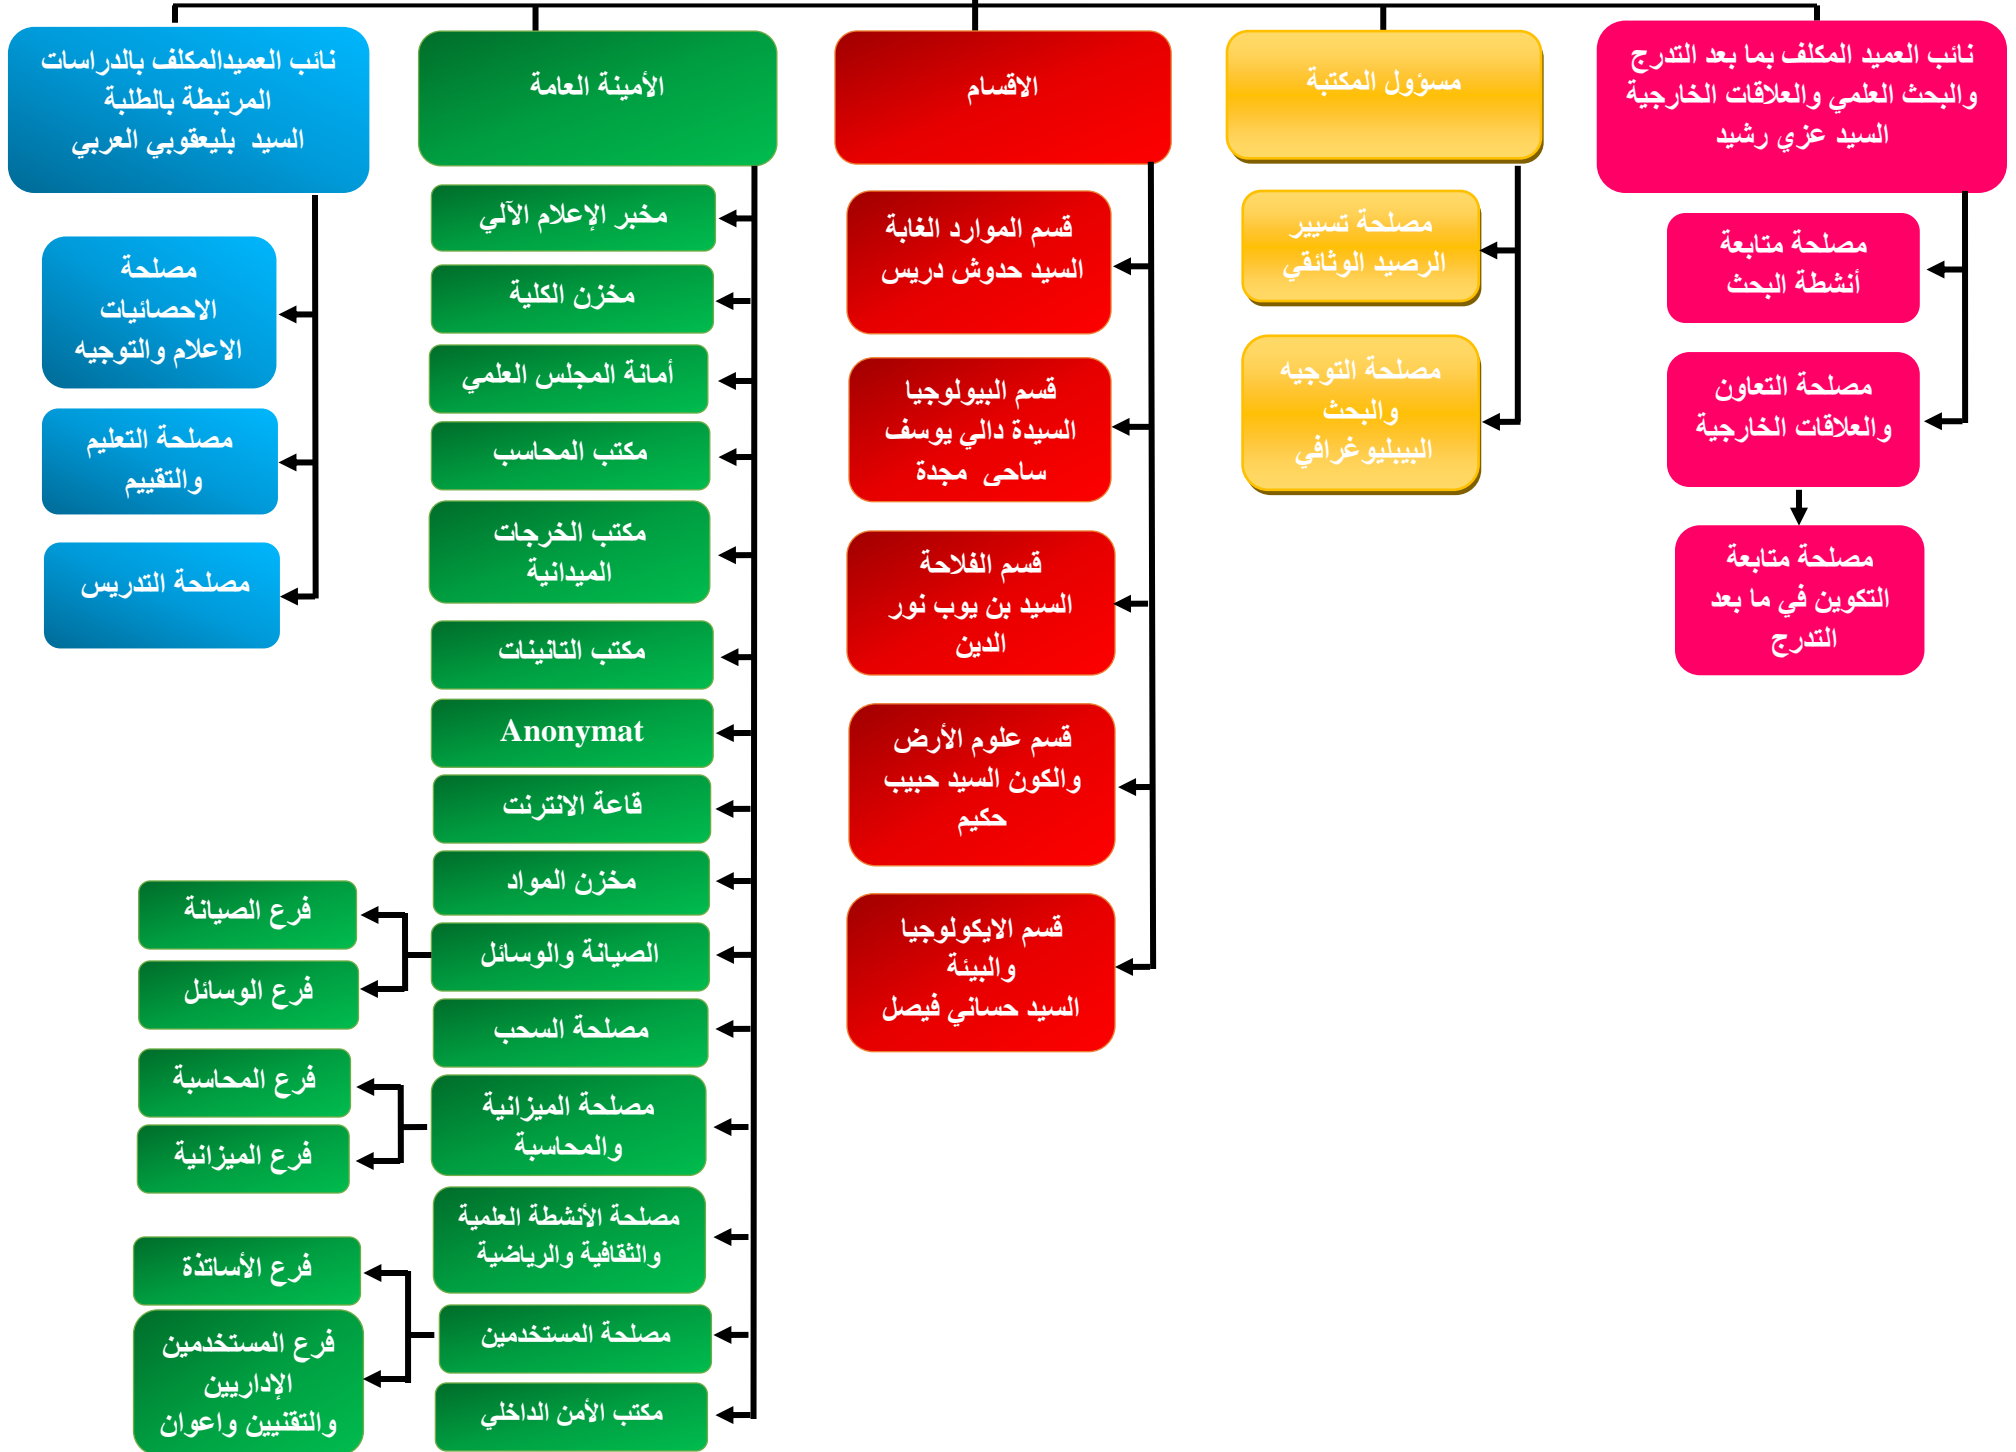 نائب العميد المكلف بما بعد التدرج
والبحث العلمي والعلاقات الخارجية
السيد عزي رشيد
مصلحة متابعة
أنشطة البحث
مصلحة التعاون
والعلاقات الخارجية
مصلحة متابعة
التكوين في ما بعد
التدرج
مسؤول المكتبة
مصلحة تسيير
الرصيد الوثائقي
مصلحة التوجيه
والبحث
البيبليوغرافي
الاقسام
قسم الموارد الغابة
السيد حدوش دريس
قسم البيولوجيا
السيدة دالي يوسف
ساحي مجدة
قسم الفلاحة
السيد بن يوب نور
الدين
قسم علوم الأرض
والكون السيد حبيب
حكيم
قسم الايكولوجيا
والبيئة
السيد حساني فيصل
الأمينة العامة
مخبر الإعلام الآلي
مخزن الكلية
أمانة المجلس العلمي
مكتب المحاسب
مكتب الخرجات
الميدانية
مكتب التانينات
Anonymat
قاعة الانترنت
مخزن المواد
الصيانة والوسائل
فرع الصيانة
فرع الوسائل
مصلحة السحب
مصلحة الميزانية
والمحاسبة
فرع المحاسبة
فرع الميزانية
مصلحة الأنشطة العلمية
والثقافية والرياضية
مصلحة المستخدمين
فرع الأساتذة
فرع المستخدمين
الإداريين
والتقنيين واعوان
مكتب الأمن الداخلي
نائب العميدالمكلف بالدراسات
المرتبطة بالطلبة
السيد بليعقوبي العربي
مصلحة
الاحصائيات
الاعلام والتوجيه
مصلحة التعليم
والتقييم
مصلحة التدريس